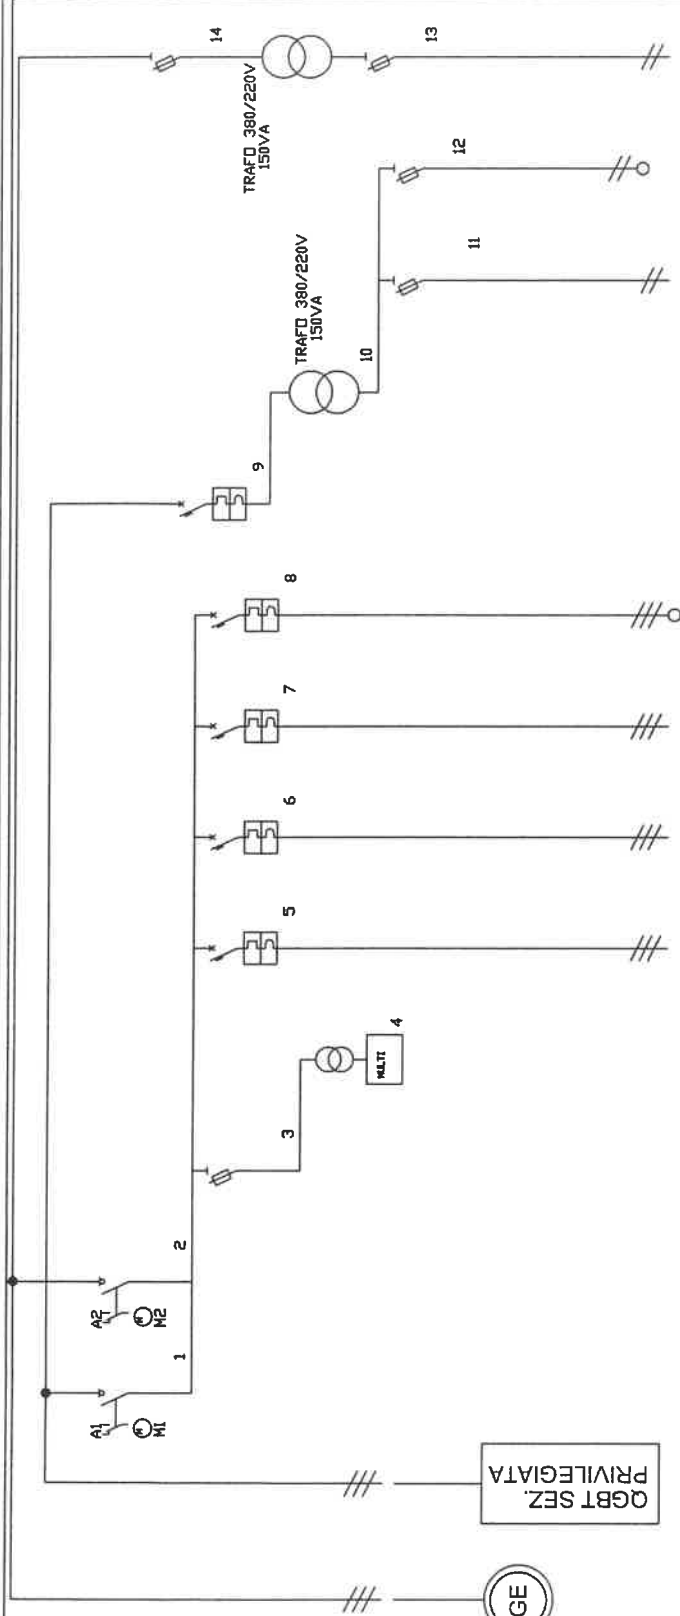 14
13
TRAFO 380/220V
150VA
12
11
TRAFO 380/220V
150VA
10
9
8
7
6
5
4
MULTI
3
2
A2
M
M2
1
A1
M
M1
QGBT SEZ.
PRIVILEGIATA
GE